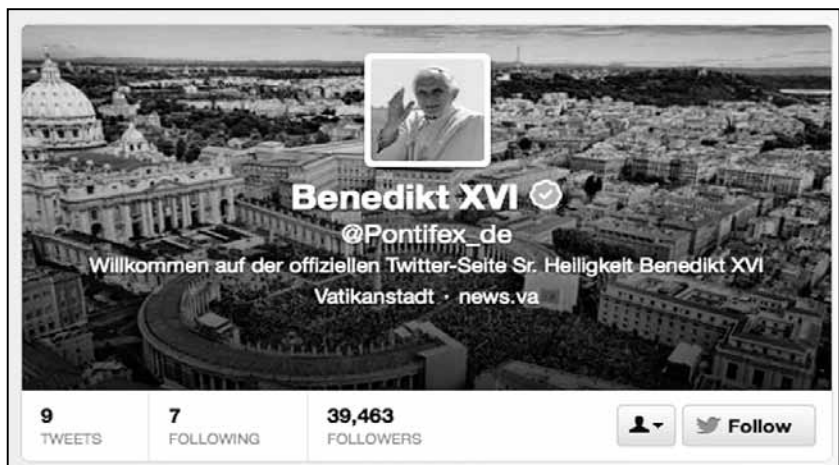 Benedikt XVI
@Pontifex_de
Willkommen auf der offiziellen Twitter-Seite Sr. Heiligkeit Benedikt XVI
Vatikanstadt · news.va
9
TWEETS
7
FOLLOWING
39,463
FOLLOWERS
Follow